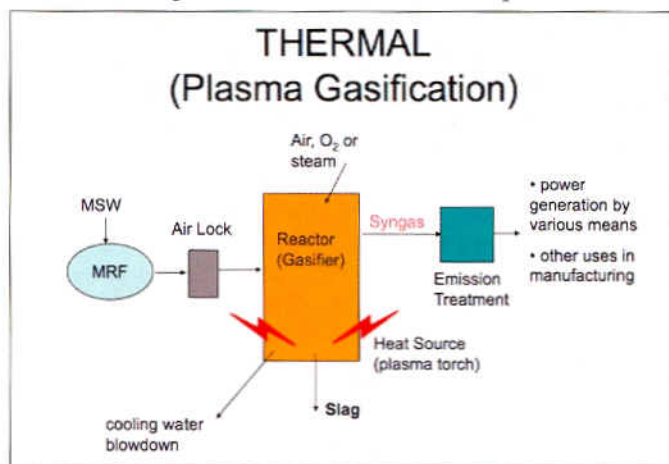 THERMAL
(Plasma Gasification)
Air, O₂ or
steam
MSW
Air Lock
MRF
Reactor
(Gasifier)
Syngas
• power
generation by
various means
• other uses in
manufacturing
Emission
Treatment
Heat Source
(plasma torch)
Slag
cooling water
blowdown